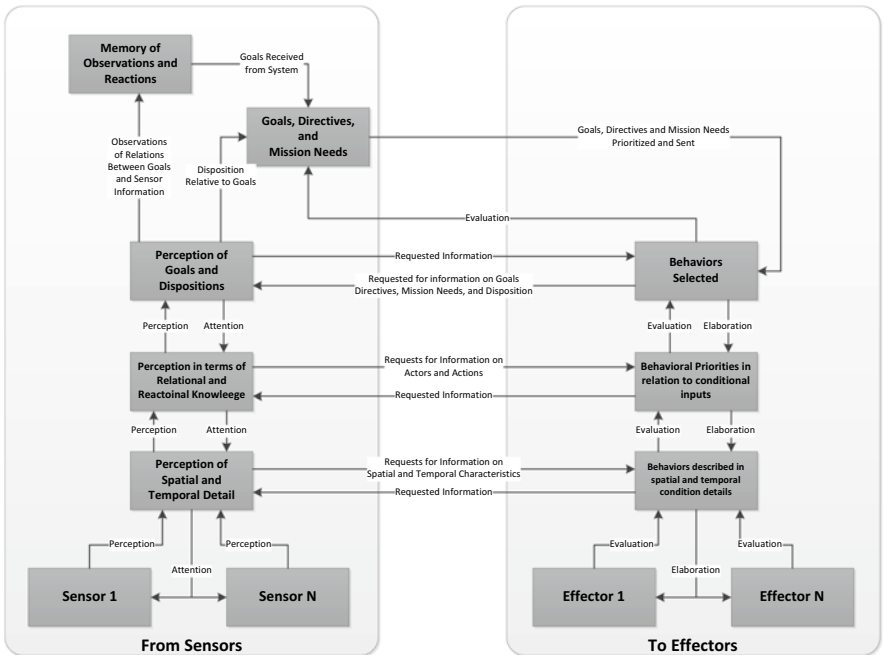 Memory of
Observations and
Reactions
Goals Received
from System
Goals, Directives,
and
Mission Needs
Goals, Directives and Mission Needs
Prioritized and Sent
Observations
of Relations
Between Goals
and Sensor
Information
Disposition
Relative to Goals
Evaluation
Perception of
Goals and
Dispositions
Requested Information
Requested for information on Goals
Directives, Mission Needs, and Disposition
Behaviors
Selected
Perception
Attention
Evaluation
Elaboration
Perception in terms of
Relational and
Reactoinal Knowleege
Requests for Information on
Actors and Actions
Requested Information
Behavioral Priorities in
relation to conditional
inputs
Perception
Attention
Evaluation
Elaboration
Perception of
Spatial and
Temporal Detail
Requests for Information on
Spatial and Temporal Characteristics
Requested Information
Behaviors described in
spatial and temporal
condition details
Perception
Perception
Attention
Evaluation
Evaluation
Elaboration
Sensor 1
Sensor N
Effector 1
Effector N
From Sensors
To Effectors